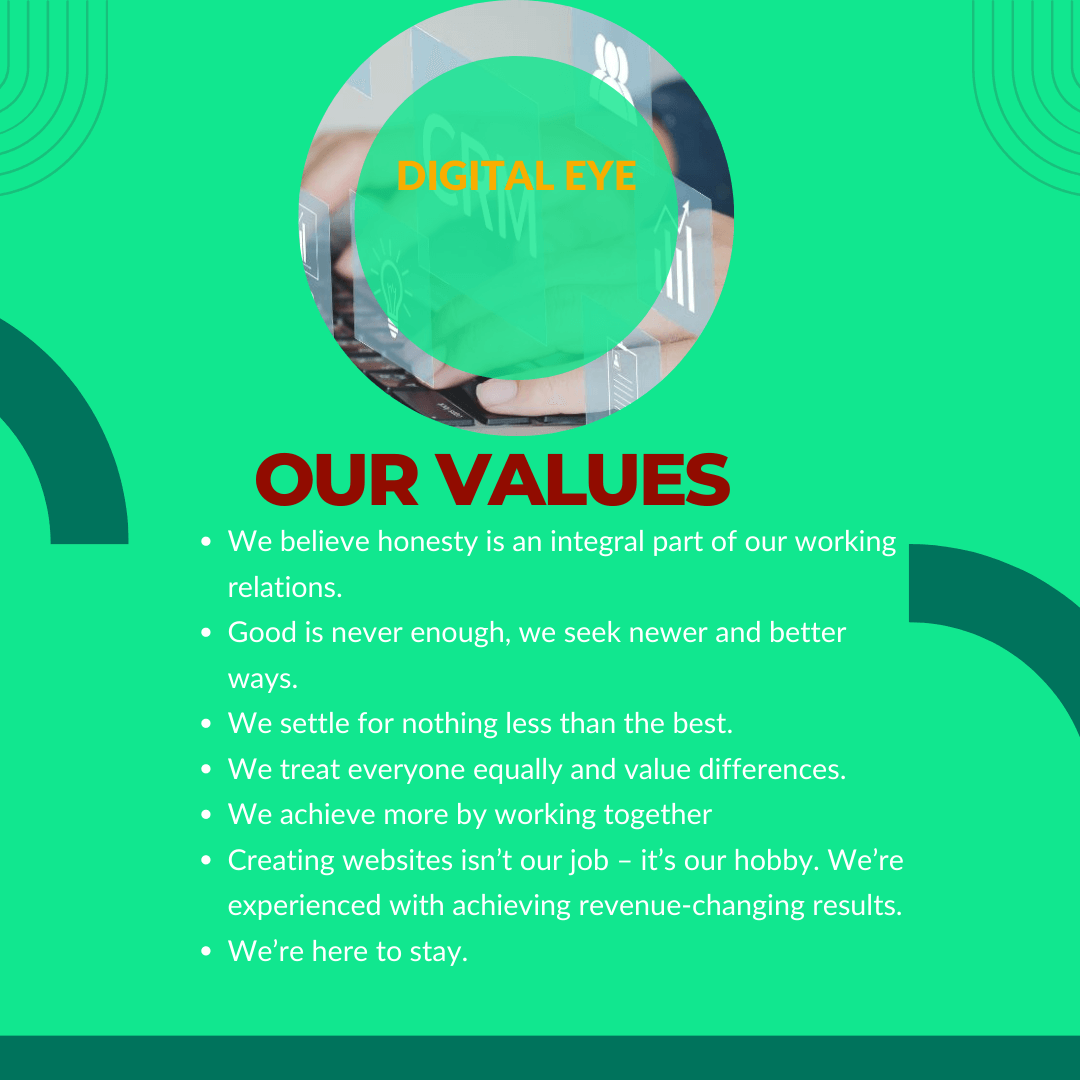 CRM
DIGITAL EYE
OUR VALUES
• We believe honesty is an integral part of our working
relations.
• Good is never enough, we seek newer and better
ways.
• We settle for nothing less than the best.
• We treat everyone equally and value differences.
• We achieve more by working together
• Creating websites isn’t our job – it’s our hobby. We’re
experienced with achieving revenue-changing results.
• We’re here to stay.